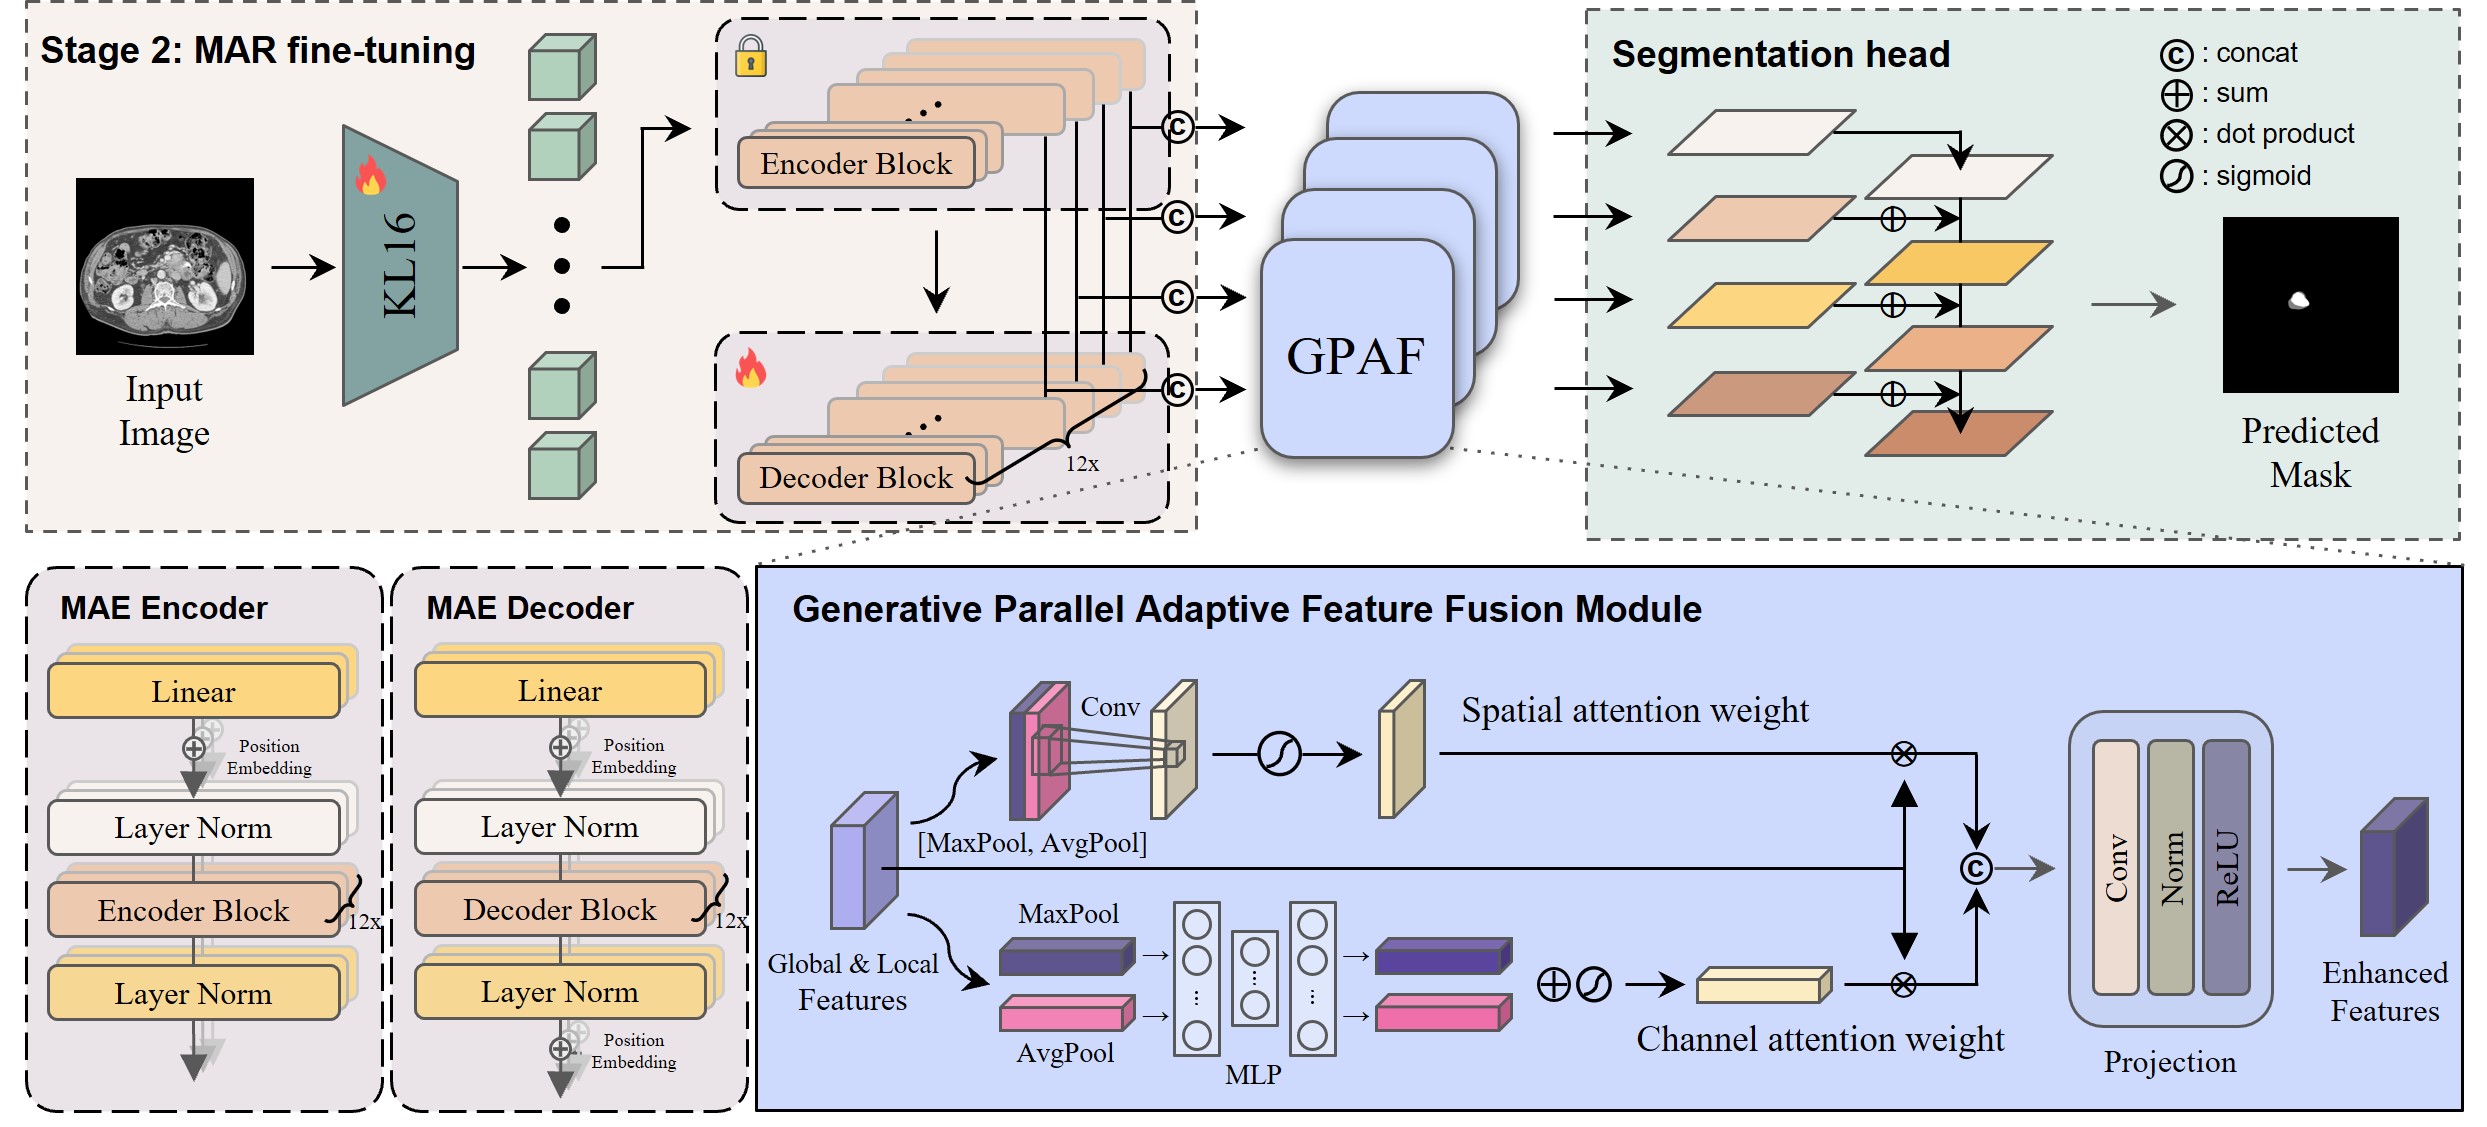 Stage 2: MAR fine-tuning
Input
Image
KL16
Encoder Block
Decoder Block
12x
c
c
c
c
GPAF
Segmentation head
c : concat
: sum
: dot product
: sigmoid
Predicted
Mask
MAE Encoder
Linear
Position
Embedding
Layer Norm
Encoder Block
12x
Layer Norm
MAE Decoder
Linear
Position
Embedding
Layer Norm
Decoder Block
12x
Layer Norm
Position
Embedding
Generative Parallel Adaptive Feature Fusion Module
Global & Local
Features
[MaxPool, AvgPool]
Conv
Spatial attention weight
MaxPool
AvgPool
MLP
Channel attention weight
c
Conv
Norm
ReLU
Projection
Enhanced
Features